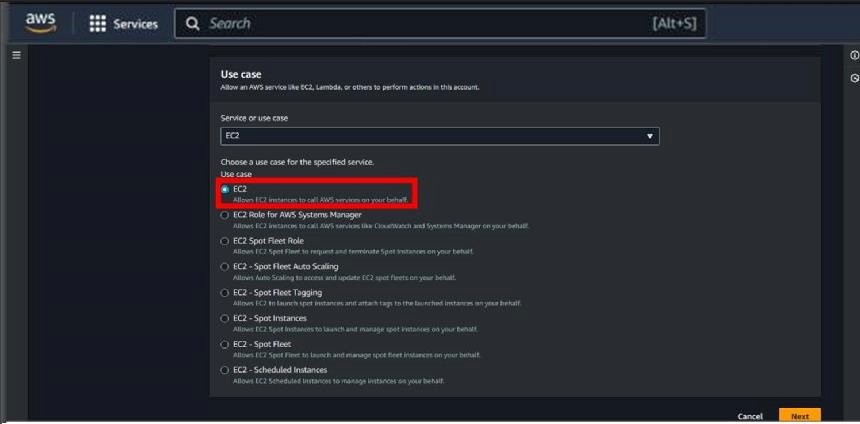 aws
Services
Search
[Alt+S]
Use case
Allow an AWS service like EC2, Lambda, or others to perform actions in this account.
Service or use case
EC2
Choose a use case for the specified service.
Use case
EC2
Allows EC2 instances to call AWS services on your behalf.
EC2 Role for AWS Systems Manager
Allows EC2 instances to call AWS services like CloudWatch and Systems Manager on your behalf.
EC2 Spot Fleet Role
Allows EC2 Spot Fleet to request and terminate Spot Instances on your behalf.
EC2 - Spot Fleet Auto Scaling
Allows Auto Scaling to access and update EC2 spot fleets on your behalf.
EC2 - Spot Fleet Tagging
Allows EC2 to launch spot instances and attach tags to the launched instances on your behalf.
EC2 - Spot Instances
Allows EC2 Spot Instances to launch and manage spot instances on your behalf.
EC2 - Spot Fleet
Allows EC2 Spot Fleet to launch and manage spot fleet instances on your behalf.
EC2 - Scheduled Instances
Allows EC2 Scheduled Instances to manage instances on your behalf.
Cancel
Next